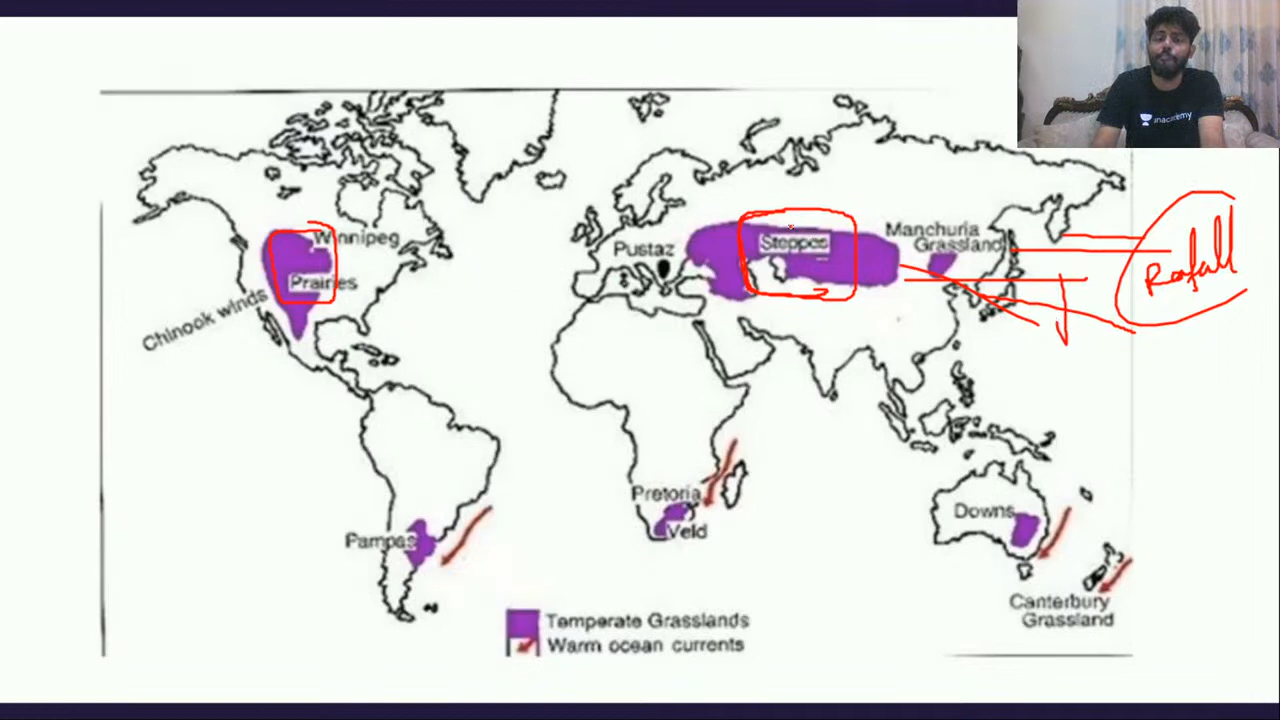 unacademy
Winnipeg
Prairies
Chinook winds
Pustaz
Steppes
Manchuria
Grassland
Rafall
Pretoria
Veld
Pampas
Downs
Canterbury
Grassland
Temperate Grasslands
Warm ocean currents